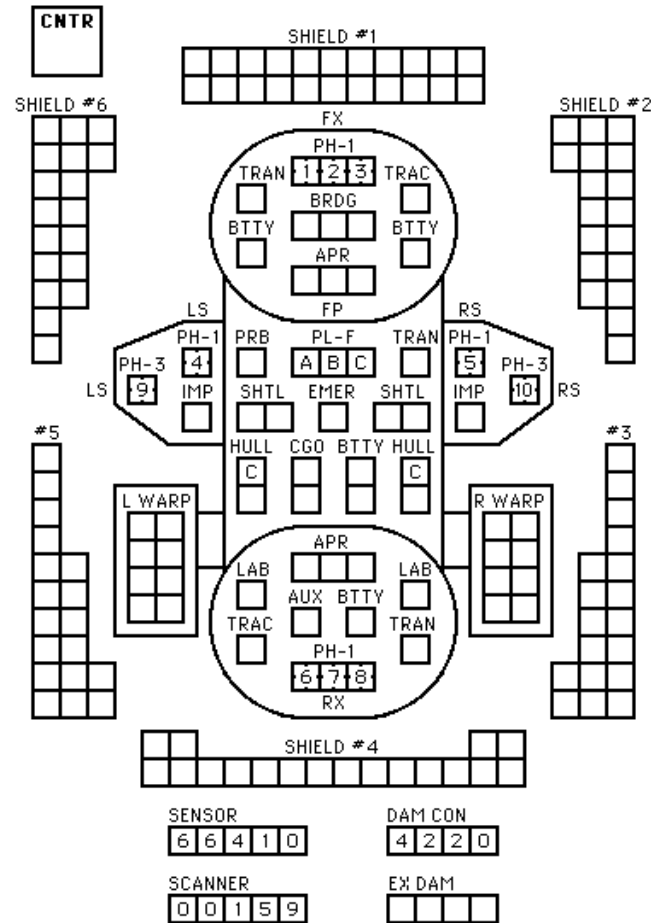 CNTR
SHIELD #1
SHIELD #6
SHIELD #2
FX
PH-1
TRAN
1 2 3
TRAC
BRDG
BTTY
BTTY
APR
LS
FP
RS
PH-1
PRB
PL-F
TRAN
PH-1
PH-3
4
A B C
5
PH-3
LS
9
IMP
SHTL
EMER
SHTL
IMP
10
RS
#5
HULL
CGO
BTTY
HULL
#3
C
C
L WARP
R WARP
APR
LAB
LAB
AUX
BTTY
TRAC
TRAN
PH-1
6 7 8
RX
SHIELD #4
SENSOR
DAM CON
6 6 4 1 0
4 2 2 0
SCANNER
EX DAM
0 0 1 5 9